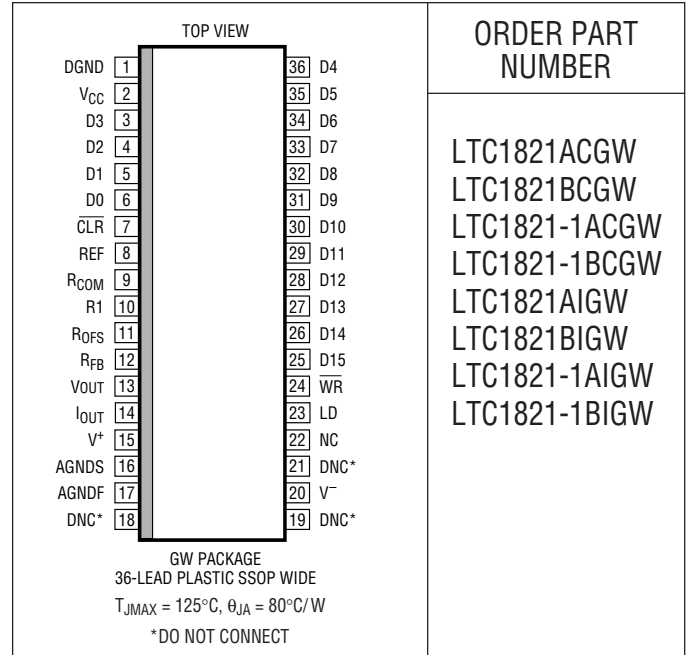 TOP VIEW
DGND 1 36 D4
VCC 2 35 D5
D3 3 34 D6
D2 4 33 D7
D1 5 32 D8
D0 6 31 D9
CLR 7 30 D10
REF 8 29 D11
RCOM 9 28 D12
R1 10 27 D13
ROFS 11 26 D14
RFB 12 25 D15
VOUT 13 24 WR
IOUT 14 23 LD
V+ 15 22 NC
AGNDS 16 21 DNC*
AGNDF 17 20 V–
DNC* 18 19 DNC*
GW PACKAGE
36-LEAD PLASTIC SSOP WIDE
TJMAX = 125°C, θJA = 80°C/W
*DO NOT CONNECT
ORDER PART
NUMBER
LTC1821ACGW
LTC1821BCGW
LTC1821-1ACGW
LTC1821-1BCGW
LTC1821AIGW
LTC1821BIGW
LTC1821-1AIGW
LTC1821-1BIGW